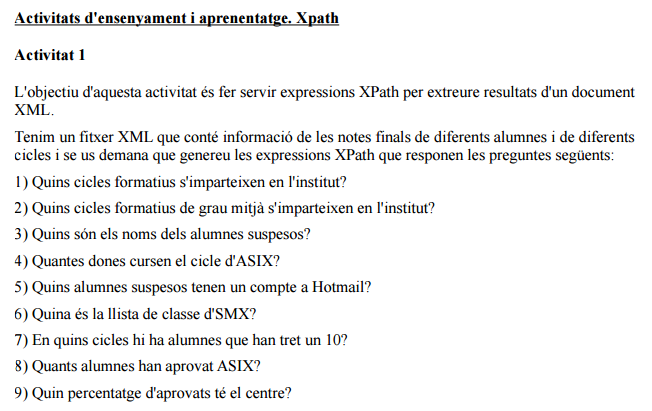 Activitats d'ensenyament i aprenentatge. Xpath
Activitat 1
L'objectiu d'aquesta activitat és fer servir expressions XPath per extreure resultats d'un document
XML.
Tenim un fitxer XML que conté informació de les notes finals de diferents alumnes i de diferents
cicles i se us demana que genereu les expressions XPath que responen les preguntes següents:
1) Quins cicles formatius s'imparteixen en l'institut?
2) Quins cicles formatius de grau mitjà s'imparteixen en l'institut?
3) Quins són els noms dels alumnes suspesos?
4) Quantes dones cursen el cicle d'ASIX?
5) Quins alumnes suspesos tenen un compte a Hotmail?
6) Quina és la llista de classe d'SMX?
7) En quins cicles hi ha alumnes que han tret un 10?
8) Quants alumnes han aprovat ASIX?
9) Quin percentatge d'aprovats té el centre?